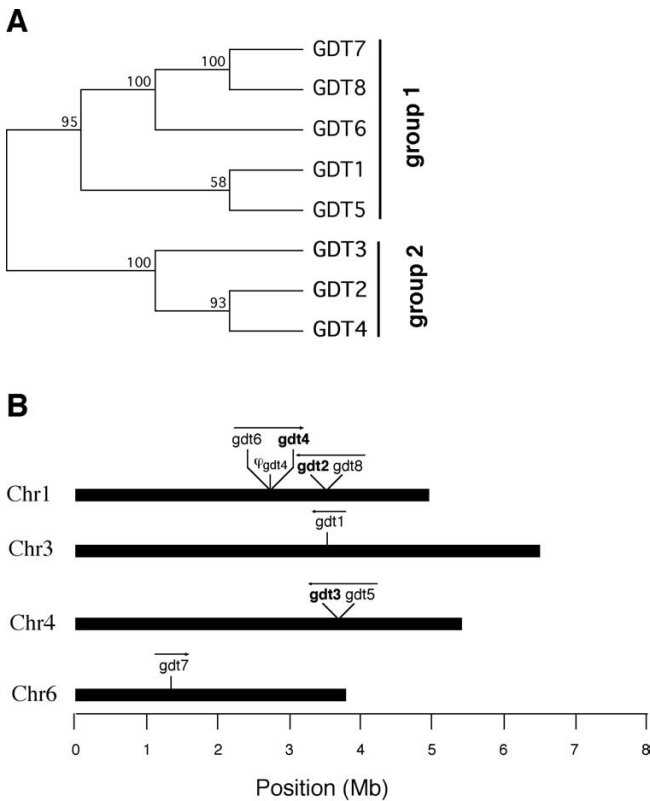 A
100
GDT7
GDT8
100
GDT6
95
GDT1
58
GDT5
group 1
GDT3
100
GDT2
93
GDT4
group 2
B
gdt6 gdt4
φgdt4 gdt2 gdt8
Chr1
gdt1
Chr3
gdt3 gdt5
Chr4
gdt7
Chr6
0 1 2 3 4 5 6 7 8
Position (Mb)